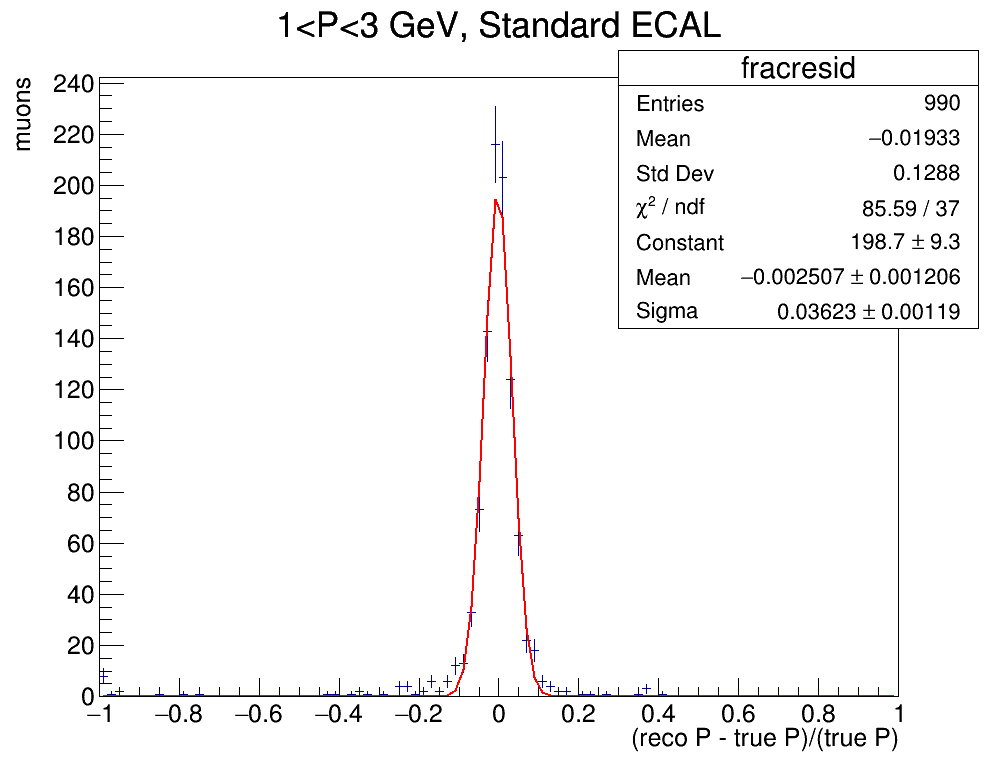 1<P<3 GeV, Standard ECAL
muons
fracresid
Entries 990
Mean −0.01933
Std Dev 0.1288
χ² / ndf 85.59 / 37
Constant 198.7 ± 9.3
Mean −0.002507 ± 0.001206
Sigma 0.03623 ± 0.00119
240
220
200
180
160
140
120
100
80
60
40
20
0
−1 −0.8 −0.6 −0.4 −0.2 0 0.2 0.4 0.6 0.8 1
(reco P - true P)/(true P)